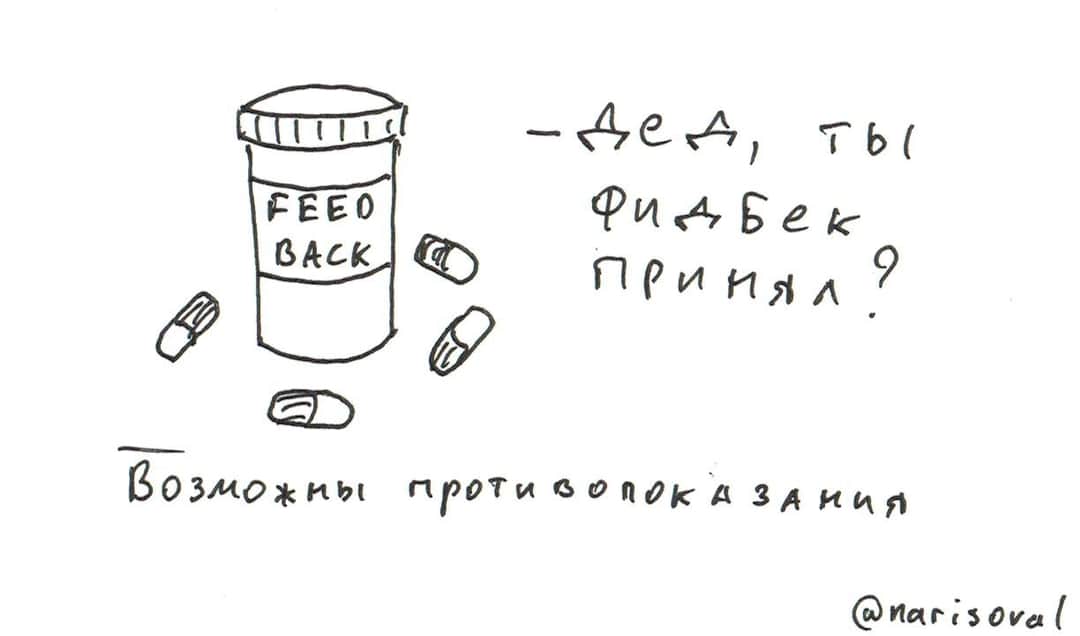 FEED
BACK
- Дед, ты
фидбек
принял?
Возможны противопоказания
@narisoval